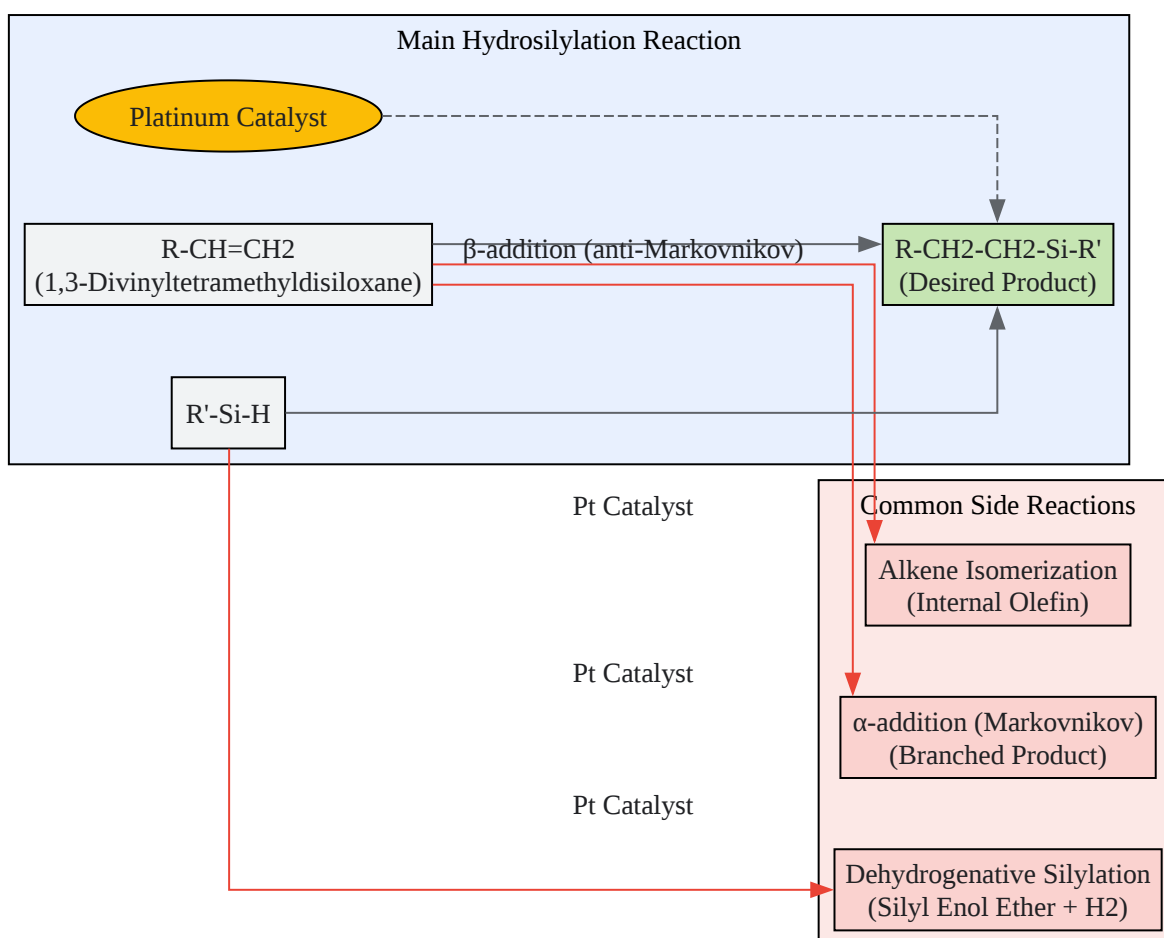 Main Hydrosilylation Reaction
Platinum Catalyst
R-CH=CH2
(1,3-Divinyltetramethyldisiloxane)
β-addition (anti-Markovnikov)
R-CH2-CH2-Si-R'
(Desired Product)
R'-Si-H
Pt Catalyst
Common Side Reactions
Alkene Isomerization
(Internal Olefin)
Pt Catalyst
α-addition (Markovnikov)
(Branched Product)
Pt Catalyst
Dehydrogenative Silylation
(Silyl Enol Ether + H2)